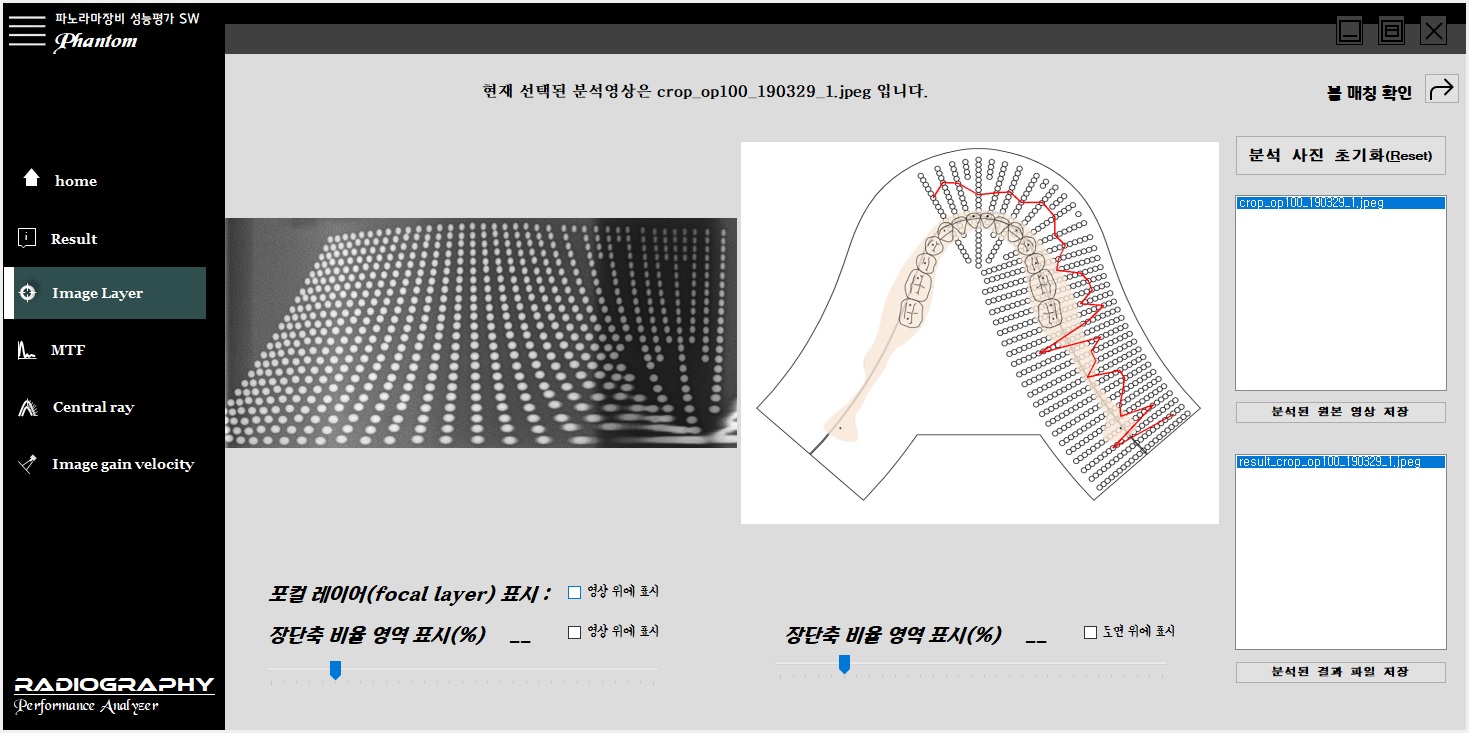 파노라마장비 성능평가 SW
Phantom
현재 선택된 분석영상은 crop_op100_190329_1.jpeg 입니다.
볼 매칭 확인
분석 사진 초기화(Reset)
home
Result
Image Layer
MTF
Central ray
Image gain velocity
crop_op100_190329_1.jpeg
분석된 원본 영상 저장
result_crop_op100_190329_1.jpeg
분석된 결과 파일 저장
포컬 레이어(focal layer) 표시 :
영상 위에 표시
장단축 비율 영역 표시(%) __
영상 위에 표시
장단축 비율 영역 표시(%) __
도면 위에 표시
RADIOGRAPHY
Performance Analyzer